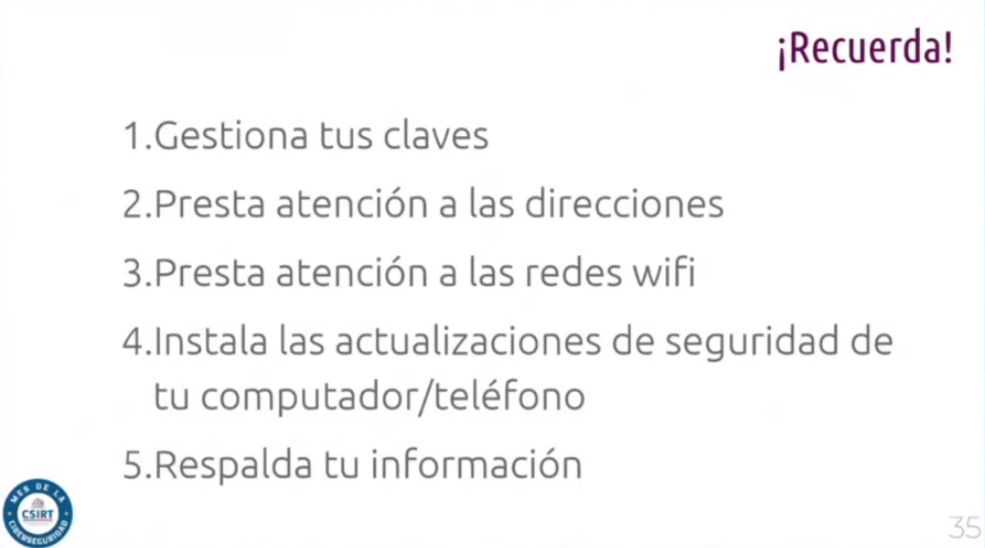 ¡Recuerda!
1.Gestiona tus claves
2.Presta atención a las direcciones
3.Presta atención a las redes wifi
4.Instala las actualizaciones de seguridad de
tu computador/teléfono
5.Respalda tu información
MES DE LA
CSIRT
CIBERSEGURIDAD
35